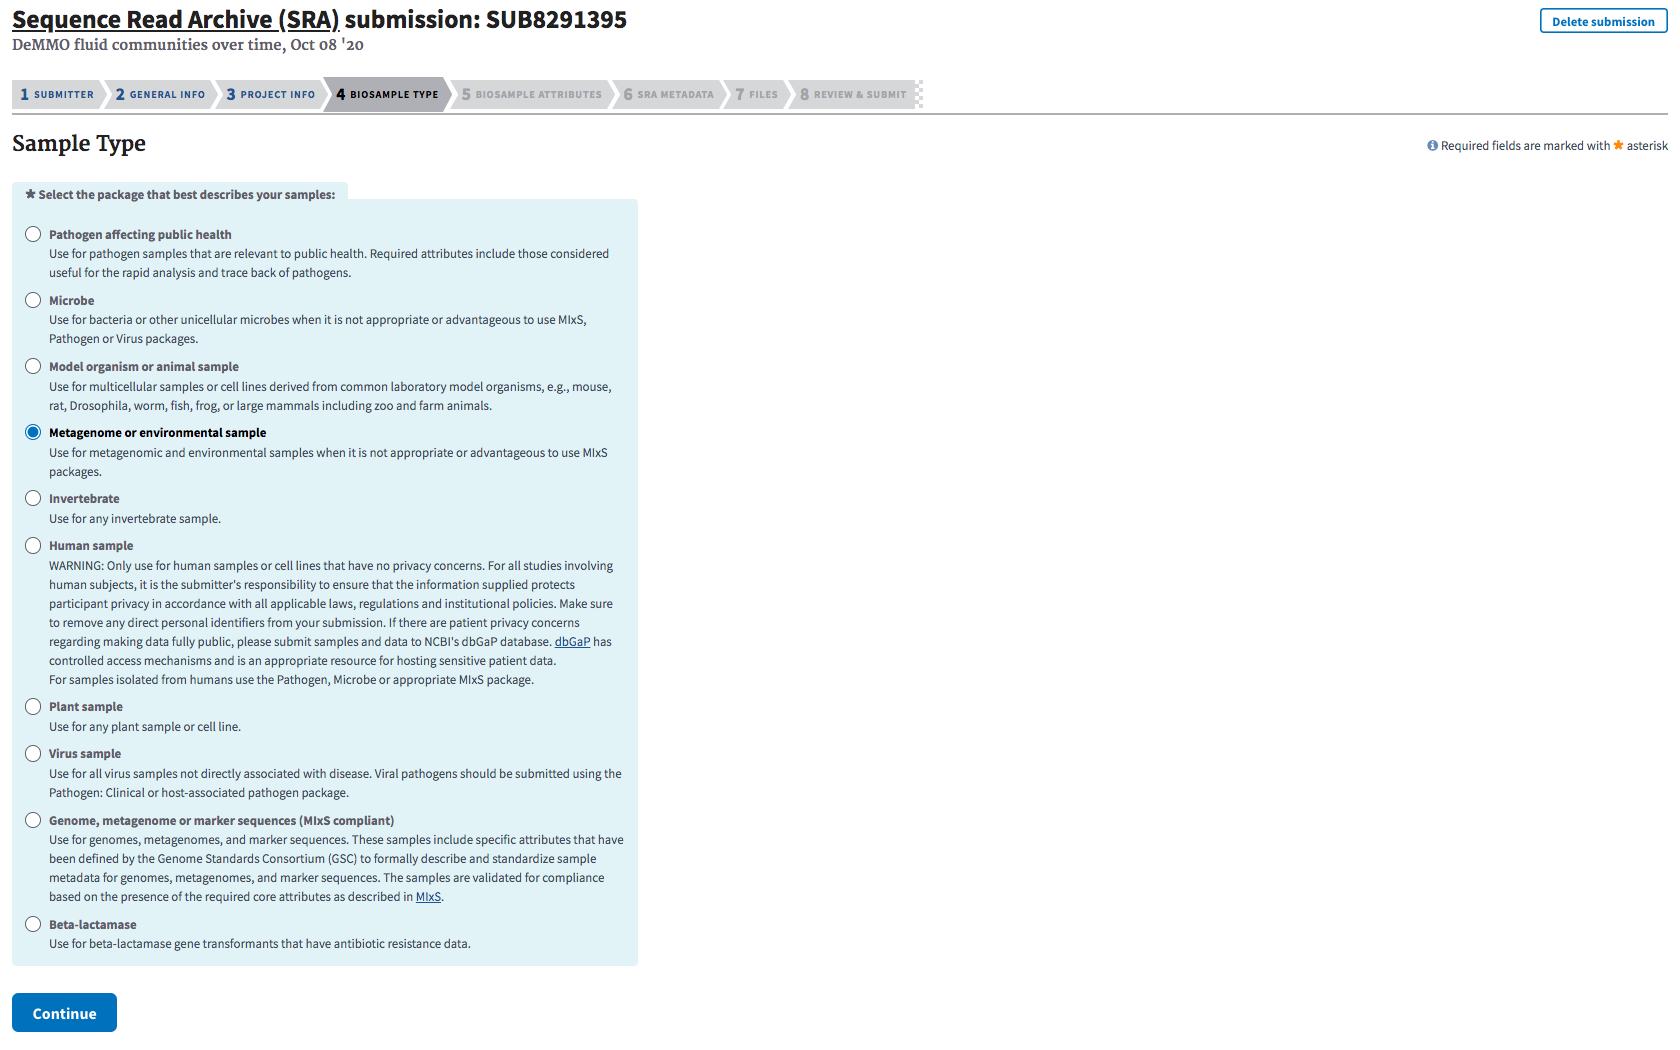 Sequence Read Archive (SRA) submission: SUB8291395
Delete submission
DeMMO fluid communities over time, Oct 08 '20
1 SUBMITTER 2 GENERAL INFO 3 PROJECT INFO 4 BIOSAMPLE TYPE 5 BIOSAMPLE ATTRIBUTES 6 SRA METADATA 7 FILES 8 REVIEW & SUBMIT
Sample Type
Required fields are marked with * asterisk
* Select the package that best describes your samples:
Pathogen affecting public health
Use for pathogen samples that are relevant to public health. Required attributes include those considered
useful for the rapid analysis and trace back of pathogens.
Microbe
Use for bacteria or other unicellular microbes when it is not appropriate or advantageous to use MIxS,
Pathogen or Virus packages.
Model organism or animal sample
Use for multicellular samples or cell lines derived from common laboratory model organisms, e.g., mouse,
rat, Drosophila, worm, fish, frog, or large mammals including zoo and farm animals.
Metagenome or environmental sample
Use for metagenomic and environmental samples when it is not appropriate or advantageous to use MIxS
packages.
Invertebrate
Use for any invertebrate sample.
Human sample
WARNING: Only use for human samples or cell lines that have no privacy concerns. For all studies involving
human subjects, it is the submitter's responsibility to ensure that the information supplied protects
participant privacy in accordance with all applicable laws, regulations and institutional policies. Make sure
to remove any direct personal identifiers from your submission. If there are patient privacy concerns
regarding making data fully public, please submit samples and data to NCBI's dbGaP database. dbGaP has
controlled access mechanisms and is an appropriate resource for hosting sensitive patient data.
For samples isolated from humans use the Pathogen, Microbe or appropriate MIxS package.
Plant sample
Use for any plant sample or cell line.
Virus sample
Use for all virus samples not directly associated with disease. Viral pathogens should be submitted using the
Pathogen: Clinical or host-associated pathogen package.
Genome, metagenome or marker sequences (MIxS compliant)
Use for genomes, metagenomes, and marker sequences. These samples include specific attributes that have
been defined by the Genome Standards Consortium (GSC) to formally describe and standardize sample
metadata for genomes, metagenomes, and marker sequences. The samples are validated for compliance
based on the presence of the required core attributes as described in MIxS.
Beta-lactamase
Use for beta-lactamase gene transformants that have antibiotic resistance data.
Continue